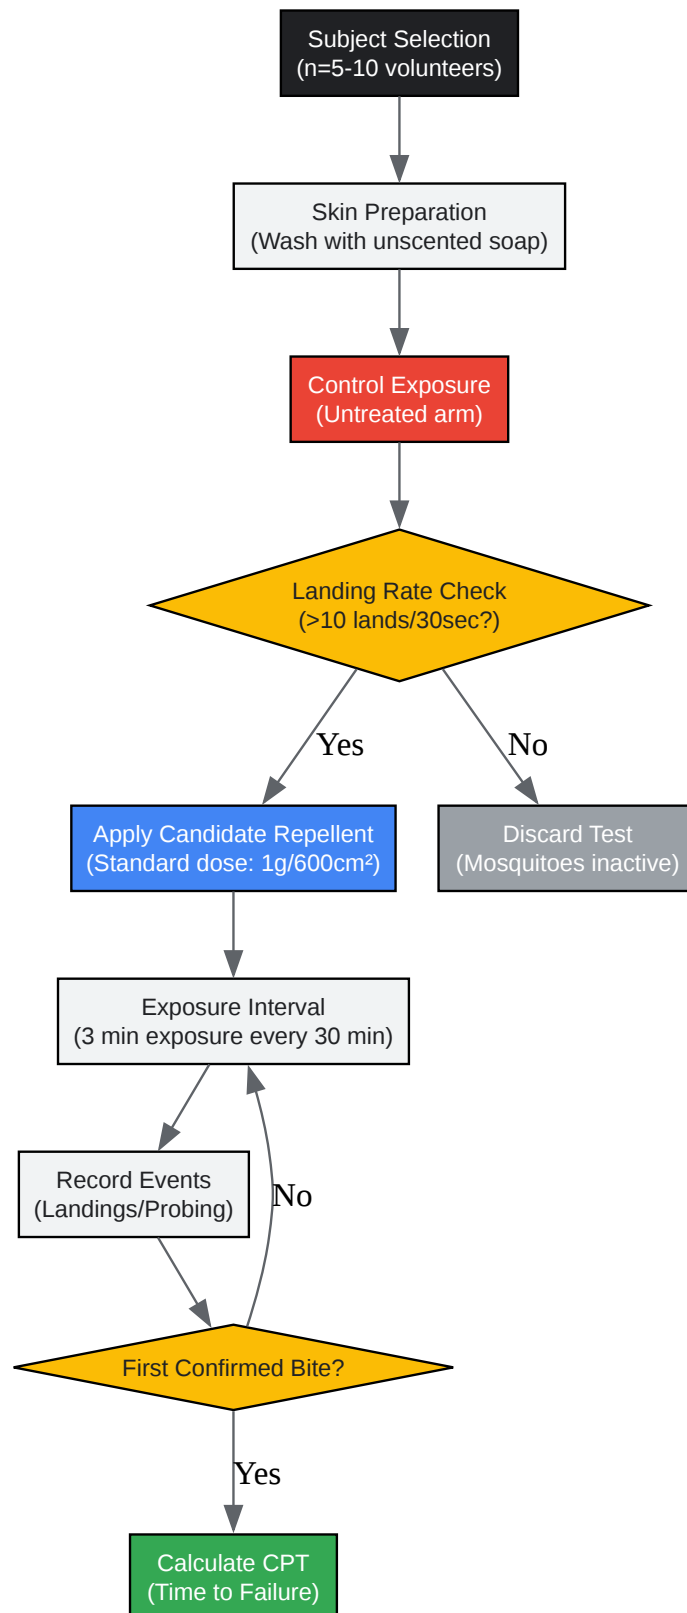 Subject Selection
(n=5-10 volunteers)
Skin Preparation
(Wash with unscented soap)
Control Exposure
(Untreated arm)
Landing Rate Check
(>10 lands/30sec?)
Yes
No
Apply Candidate Repellent
(Standard dose: 1g/600cm²)
Discard Test
(Mosquitoes inactive)
Exposure Interval
(3 min exposure every 30 min)
Record Events
(Landings/Probing)
No
First Confirmed Bite?
Yes
Calculate CPT
(Time to Failure)